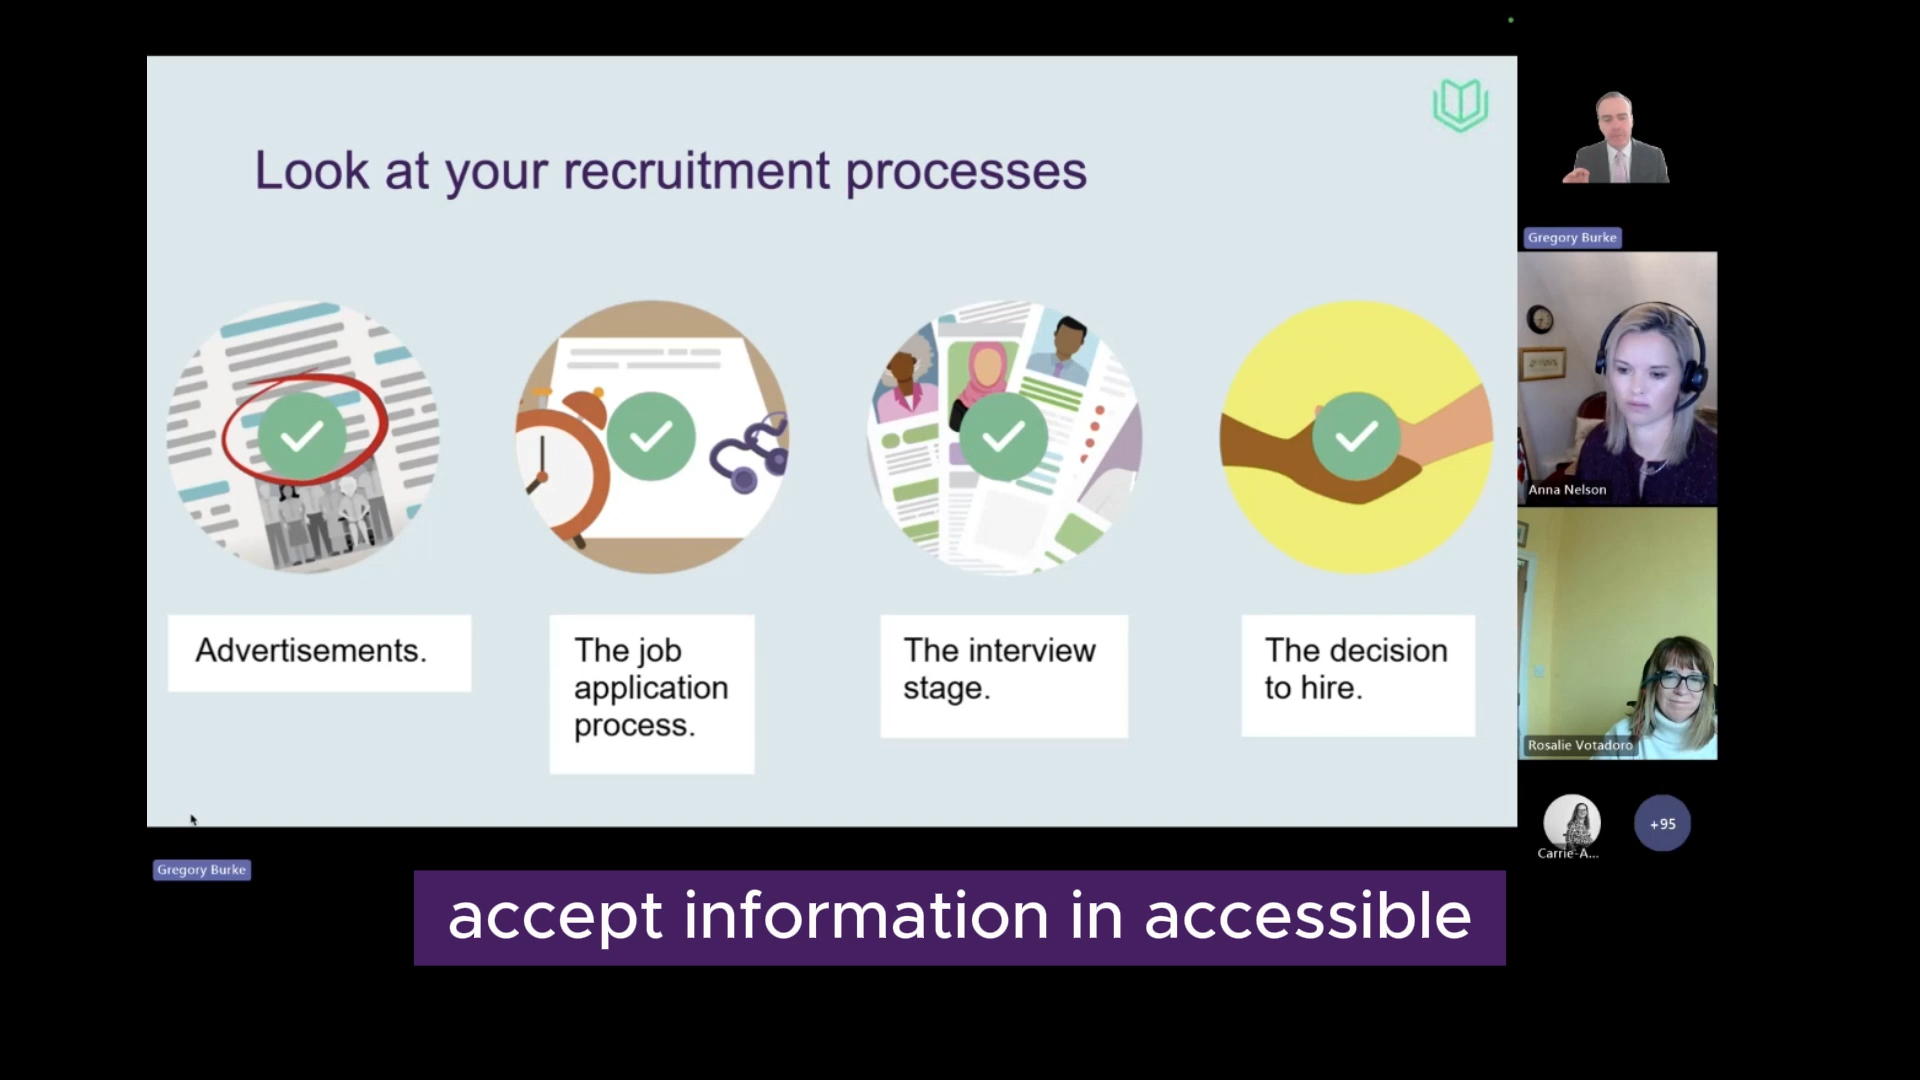 Look at your recruitment processes
Advertisements.
The job
application
process.
The interview
stage.
The decision
to hire.
Gregory Burke
Anna Nelson
Rosalie Votadoro
Carrie-A...
+95
Gregory Burke
accept information in accessible